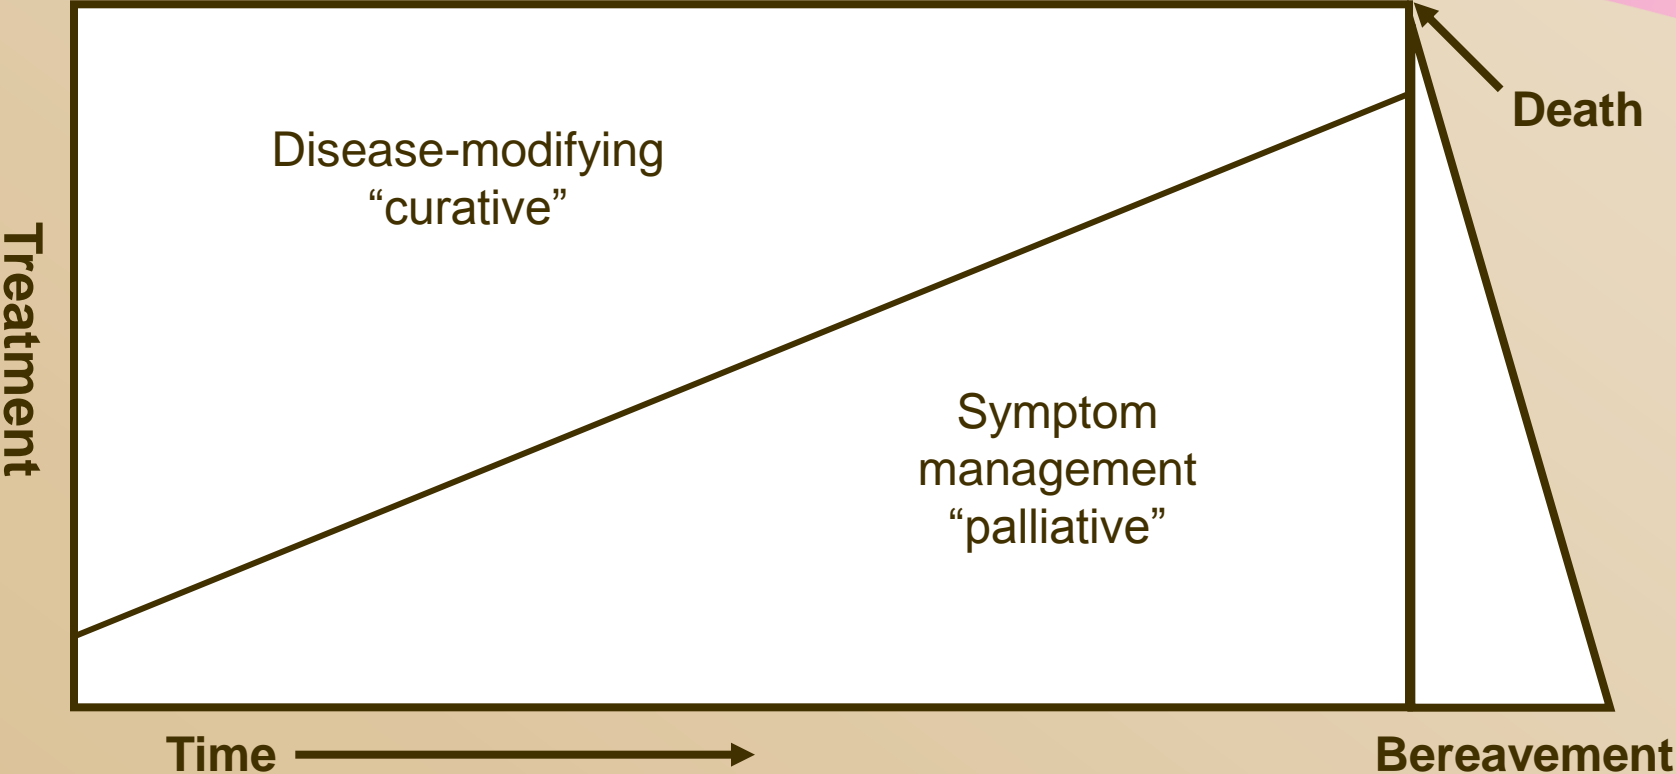 Death
Disease-modifying
“curative”
Treatment
Symptom
management
“palliative”
Time
Bereavement